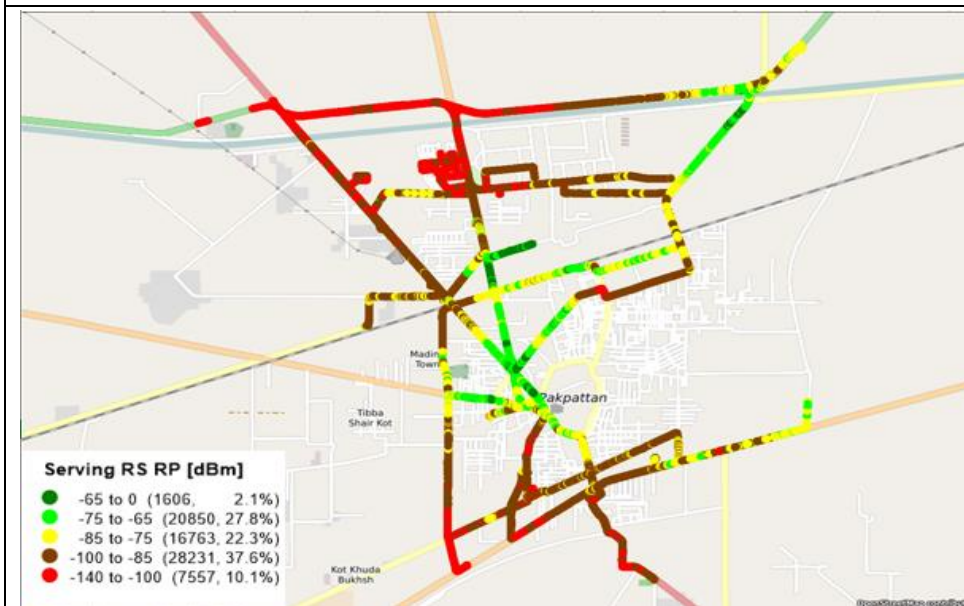 Madin
Town
Pakpattan
Tibba
Shair Kot
Serving RS RP [dBm]
-65 to 0 (1606, 2.1%)
-75 to -65 (20850, 27.8%)
-85 to -75 (16763, 22.3%)
-100 to -85 (28231, 37.6%)
-140 to -100 (7557, 10.1%)
Kot Khuda
Bukhsh